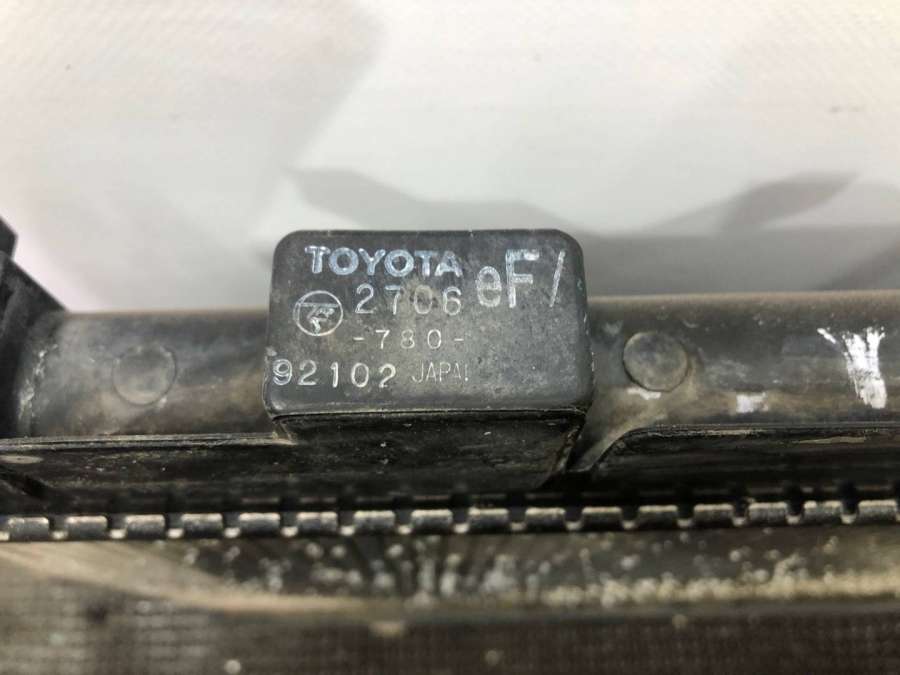 TOYOTA
2706 eF/
-780-
92102 JAPAN